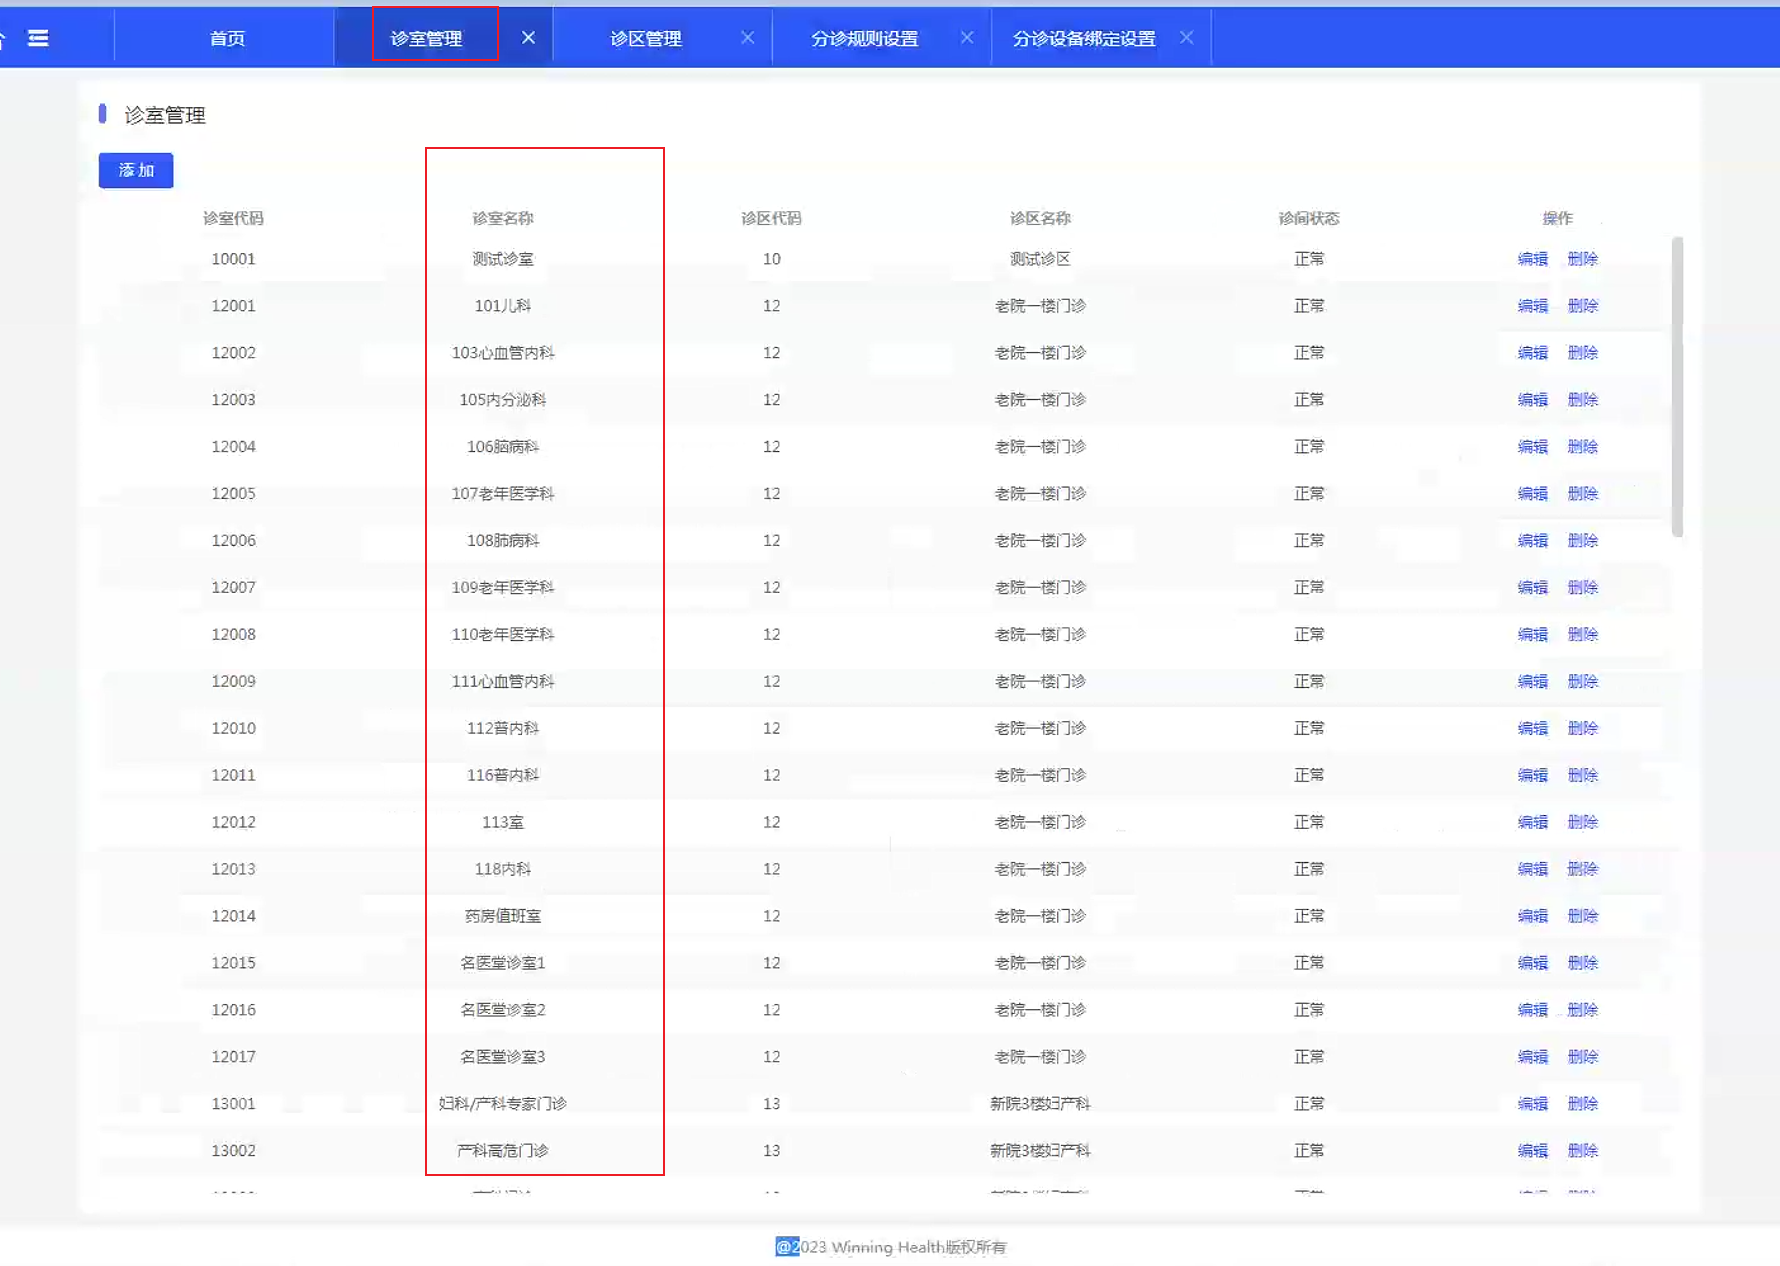 首页 诊室管理 诊区管理 分诊规则设置 分诊设备绑定设置
诊室管理
添加
诊室代码 诊室名称 诊区代码 诊区名称 诊间状态 操作
10001 测试诊室 10 测试诊区 正常 编辑 删除
12001 101儿科 12 老院一楼门诊 正常 编辑 删除
12002 103心血管内科 12 老院一楼门诊 正常 编辑 删除
12003 105内分泌科 12 老院一楼门诊 正常 编辑 删除
12004 106脑病科 12 老院一楼门诊 正常 编辑 删除
12005 107老年医学科 12 老院一楼门诊 正常 编辑 删除
12006 108肺病科 12 老院一楼门诊 正常 编辑 删除
12007 109老年医学科 12 老院一楼门诊 正常 编辑 删除
12008 110老年医学科 12 老院一楼门诊 正常 编辑 删除
12009 111心血管内科 12 老院一楼门诊 正常 编辑 删除
12010 112普内科 12 老院一楼门诊 正常 编辑 删除
12011 116普内科 12 老院一楼门诊 正常 编辑 删除
12012 113室 12 老院一楼门诊 正常 编辑 删除
12013 118内科 12 老院一楼门诊 正常 编辑 删除
12014 药房值班室 12 老院一楼门诊 正常 编辑 删除
12015 名医堂诊室1 12 老院一楼门诊 正常 编辑 删除
12016 名医堂诊室2 12 老院一楼门诊 正常 编辑 删除
12017 名医堂诊室3 12 老院一楼门诊 正常 编辑 删除
13001 妇科/产科专家门诊 13 新院3楼妇产科 正常 编辑 删除
13002 产科高危门诊 13 新院3楼妇产科 正常 编辑 删除
@2023 Winning Health版权所有